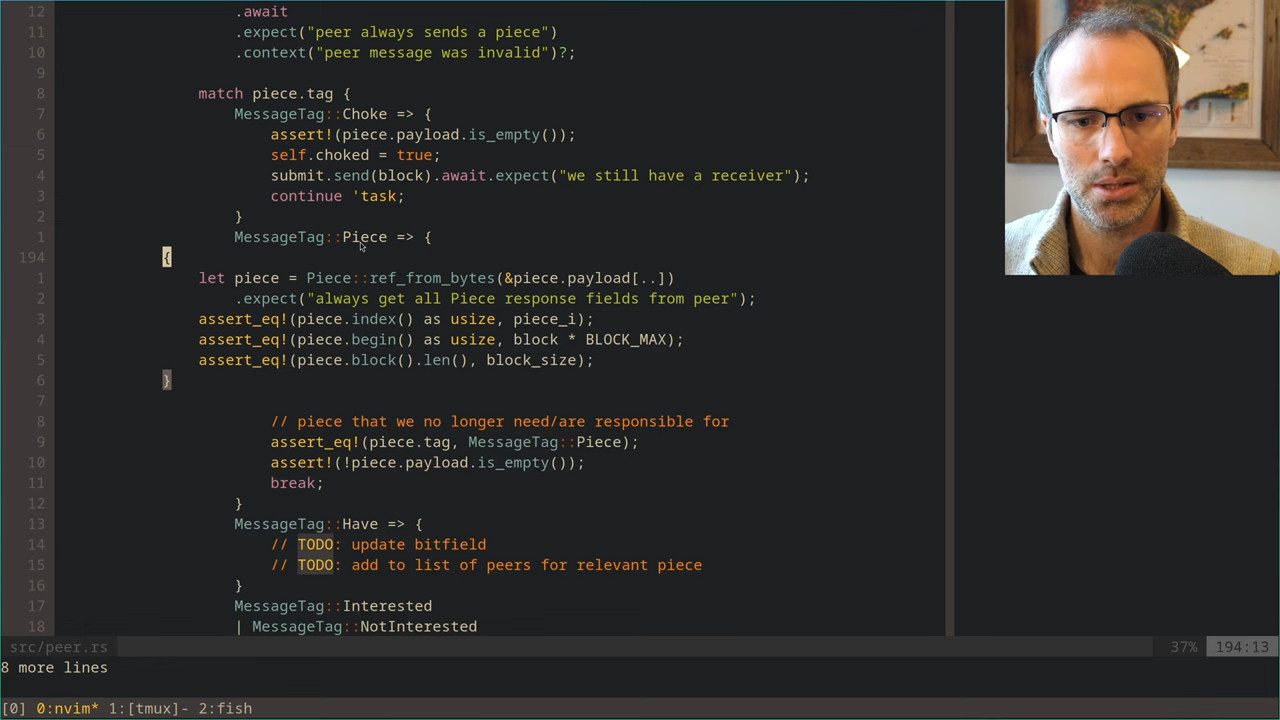 12 .await
11 .expect("peer always sends a piece")
10 .context("peer message was invalid")?;
9
8 match piece.tag {
7 MessageTag::Choke => {
6 assert!(piece.payload.is_empty());
5 self.choked = true;
4 submit.send(block).await.expect("we still have a receiver");
3 continue 'task;
2 }
1 MessageTag::Piece => {
194 {
1 let piece = Piece::ref_from_bytes(&piece.payload[..])
2 .expect("always get all Piece response fields from peer");
3 assert_eq!(piece.index() as usize, piece_i);
4 assert_eq!(piece.begin() as usize, block * BLOCK_MAX);
5 assert_eq!(piece.block().len(), block_size);
6 }
7
8 // piece that we no longer need/are responsible for
9 assert_eq!(piece.tag, MessageTag::Piece);
10 assert!(!piece.payload.is_empty());
11 break;
12 }
13 MessageTag::Have => {
14 // TODO: update bitfield
15 // TODO: add to list of peers for relevant piece
16 }
17 MessageTag::Interested
18 | MessageTag::NotInterested
src/peer.rs 37% 194:13
8 more lines
[0] 0:nvim* 1:[tmux]- 2:fish